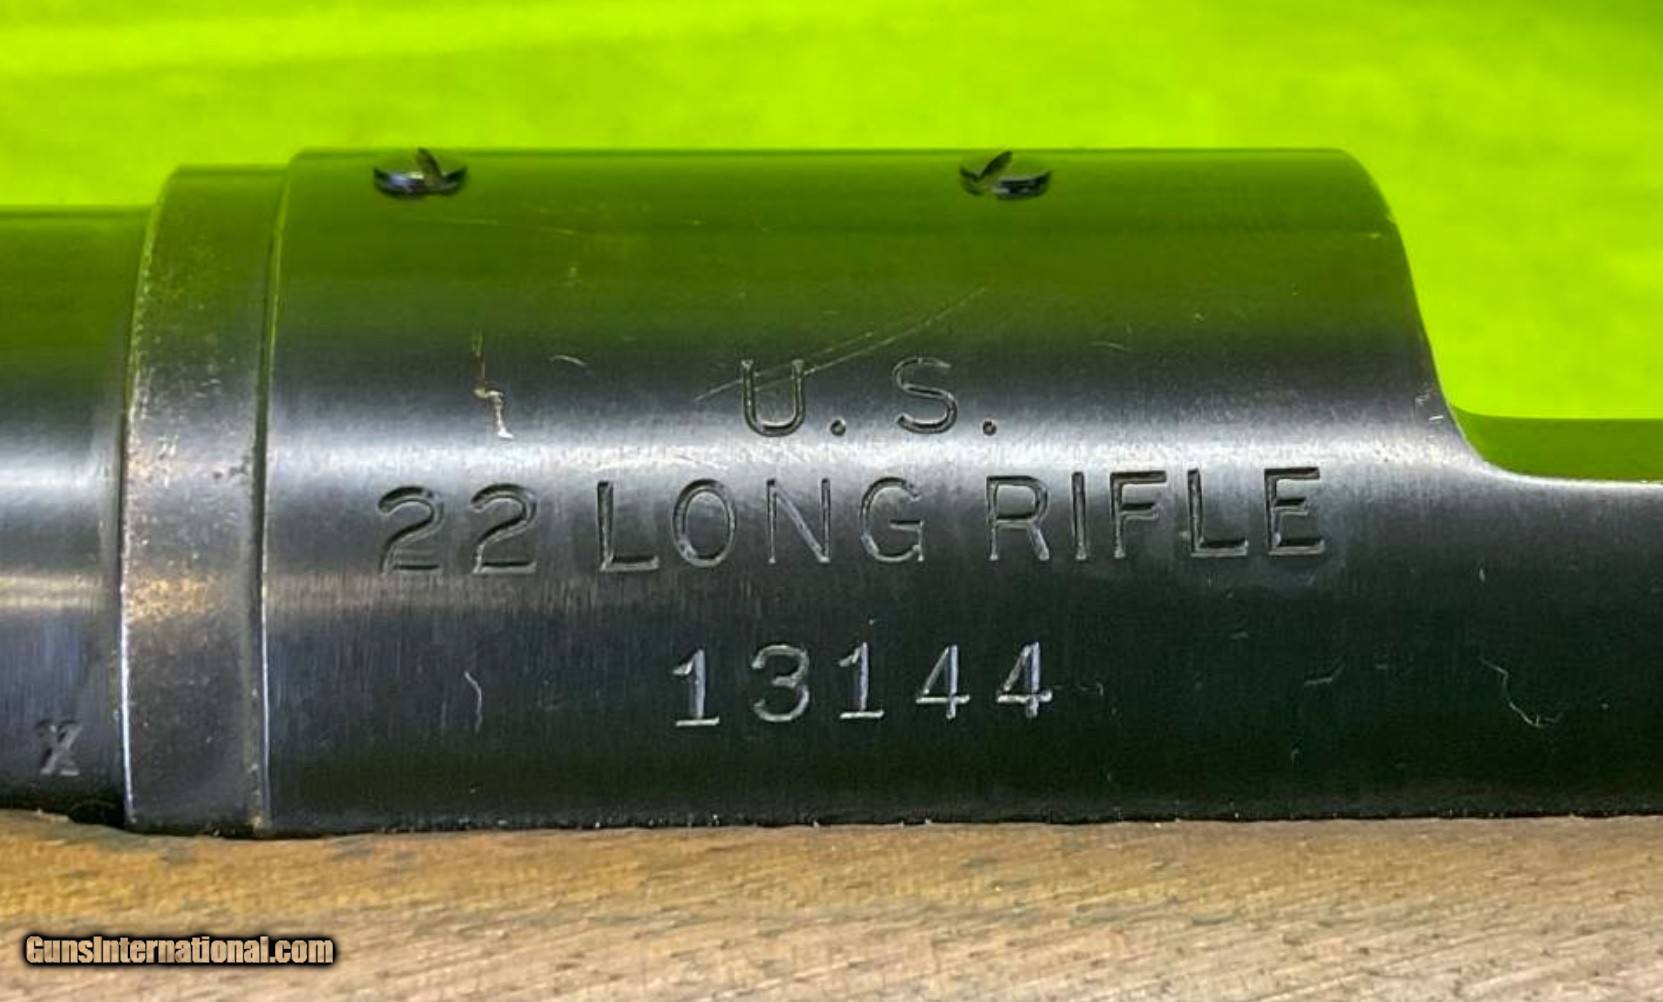 U. S.
22 LONG RIFLE
13144
X
GunsInternational.com